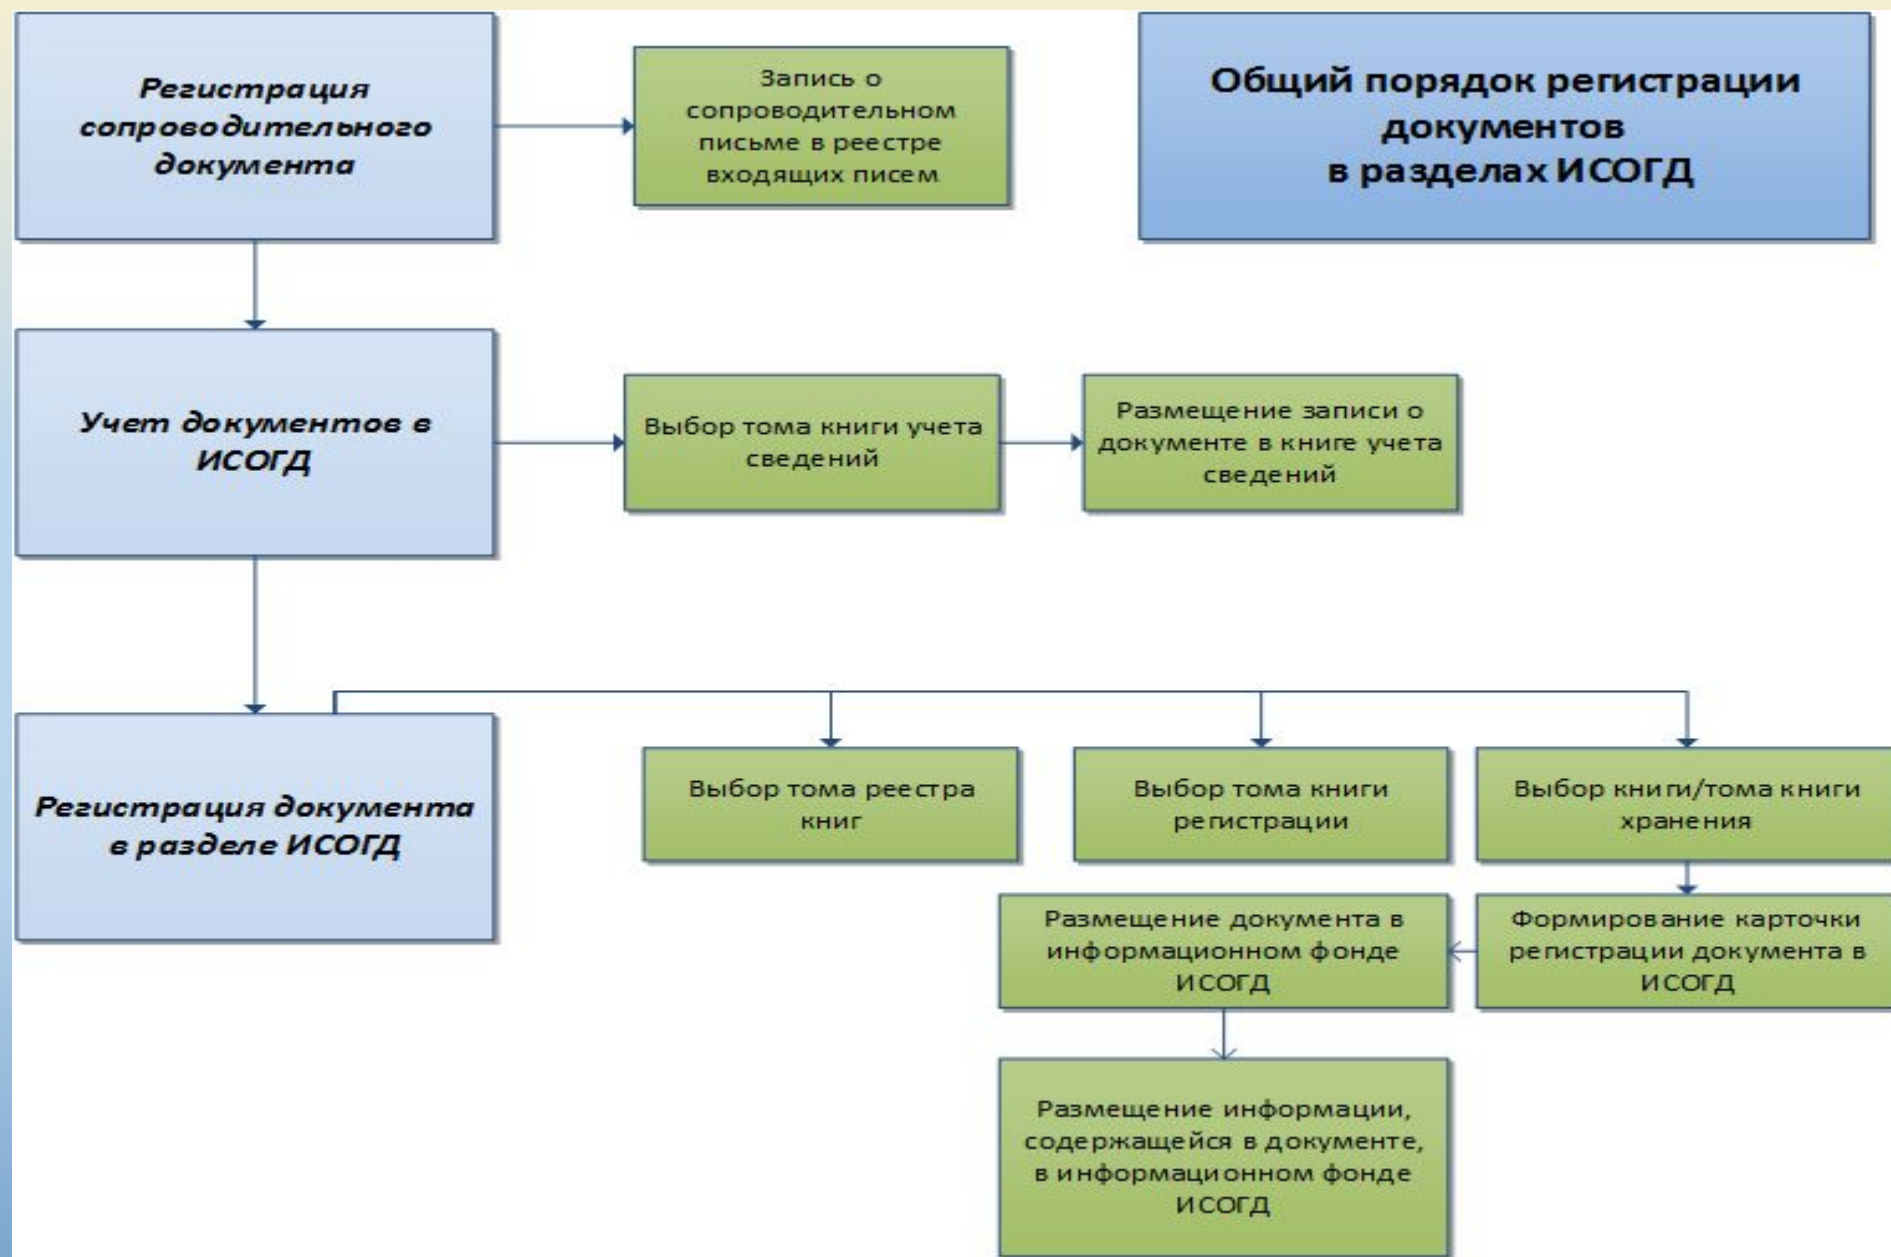 Регистрация
сопроводительного
документа
Запись о
сопроводительном
письме в реестре
входящих писем
Общий порядок регистрации
документов
в разделах ИСОГД
Учет документов в
ИСОГД
Выбор тома книги учета
сведений
Размещение записи о
документе в книге учета
сведений
Регистрация документа
в разделе ИСОГД
Выбор тома реестра
книг
Выбор тома книги
регистрации
Выбор книги/тома книги
хранения
Размещение документа в
информационном фонде
ИСОГД
Формирование карточки
регистрации документа в
ИСОГД
Размещение информации,
содержащейся в документе,
в информационном фонде
ИСОГД